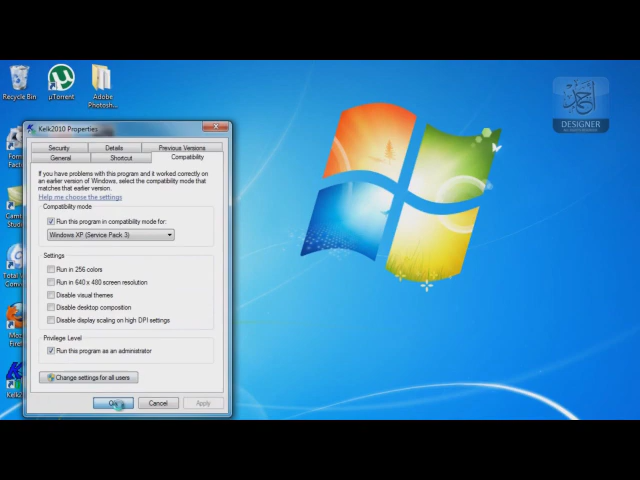 Recycle Bin
µTorrent
Adobe
Photosh...
DESIGNER
Kelk2010 Properties
Security
Details
Previous Versions
General
Shortcut
Compatibility
If you have problems with this program and it worked correctly on
an earlier version of Windows, select the compatibility mode that
matches that earlier version.
Help me choose the settings
Compatibility mode
Run this program in compatibility mode for:
Windows XP (Service Pack 3)
Settings
Run in 256 colors
Run in 640 x 480 screen resolution
Disable visual themes
Disable desktop composition
Disable display scaling on high DPI settings
Privilege Level
Run this program as an administrator
Change settings for all users
Cancel
Apply